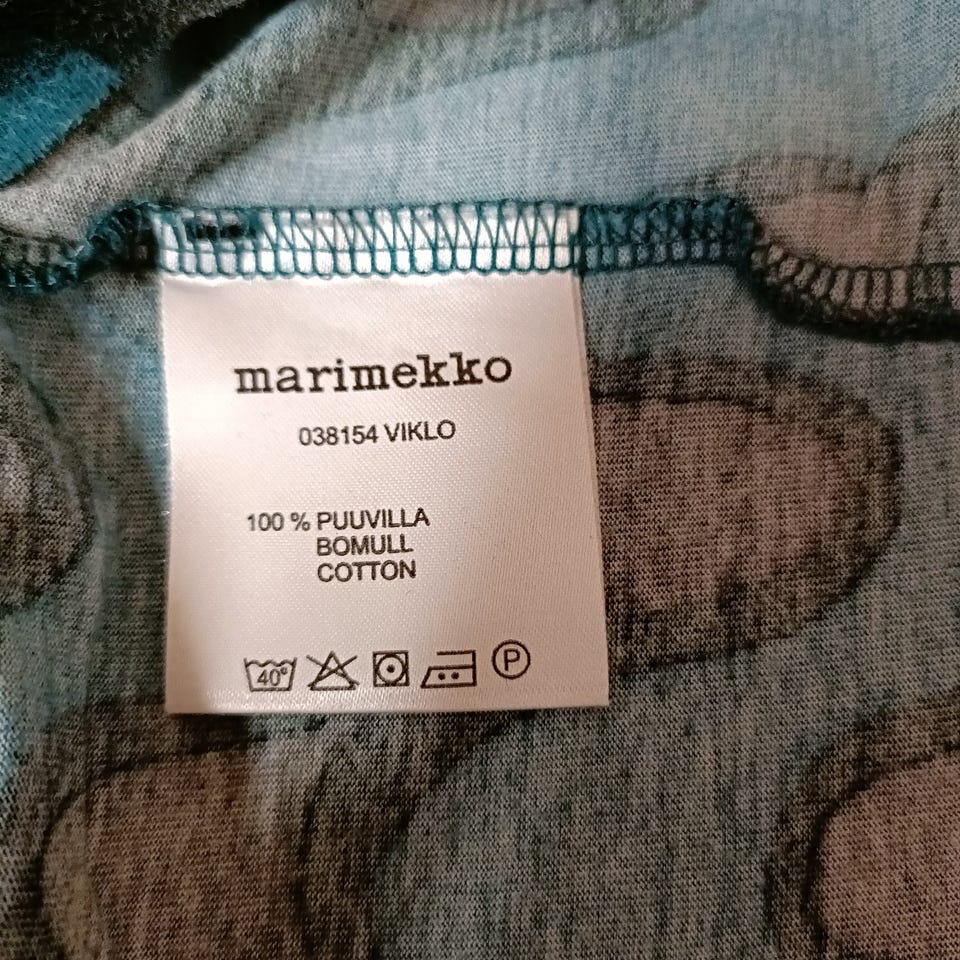 marimekko
038154 VIKLO
100 % PUUVILLA
BOMULL
COTTON
40° P